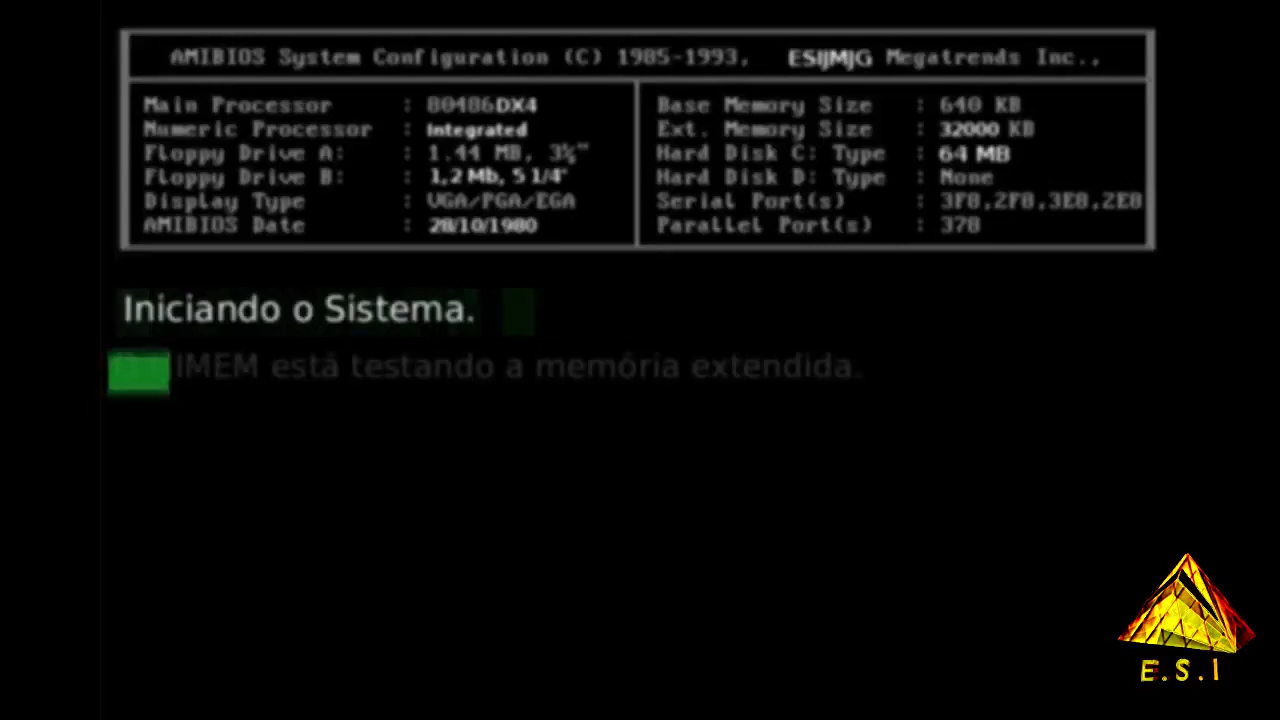 AMIBIOS System Configuration (C) 1985-1993, ESIJMJG Megatrends Inc.,
Main Processor : 80486DX4
Numeric Processor : Integrated
Floppy Drive A: : 1.44 MB, 3½"
Floppy Drive B: : 1,2 Mb, 5 1/4"
Display Type : VGA/PGA/EGA
AMIBIOS Date : 28/10/1980
Base Memory Size : 640 KB
Ext. Memory Size : 32000 KB
Hard Disk C: Type : 64 MB
Hard Disk D: Type : None
Serial Port(s) : 3F8,2F8,3E8,2E8
Parallel Port(s) : 378
Iniciando o Sistema.
IMEM está testando a memória extendida.
E.S.I